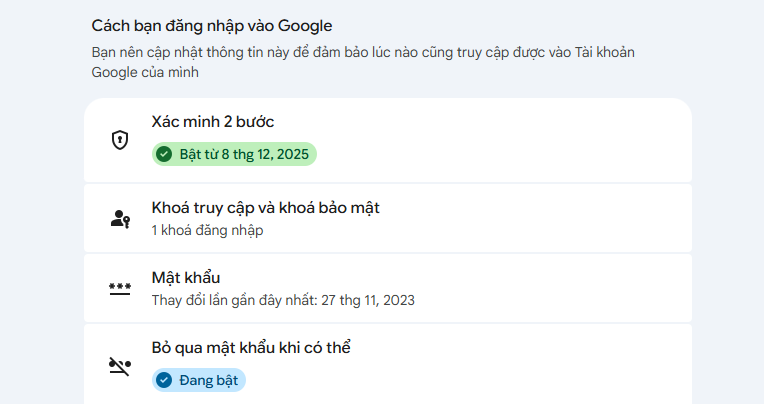 Cách bạn đăng nhập vào Google
Bạn nên cập nhật thông tin này để đảm bảo lúc nào cũng truy cập được vào Tài khoản
Google của mình
Xác minh 2 bước
Bật từ 8 thg 12, 2025
Khoá truy cập và khoá bảo mật
1 khoá đăng nhập
Mật khẩu
Thay đổi lần gần đây nhất: 27 thg 11, 2023
Bỏ qua mật khẩu khi có thể
Đang bật